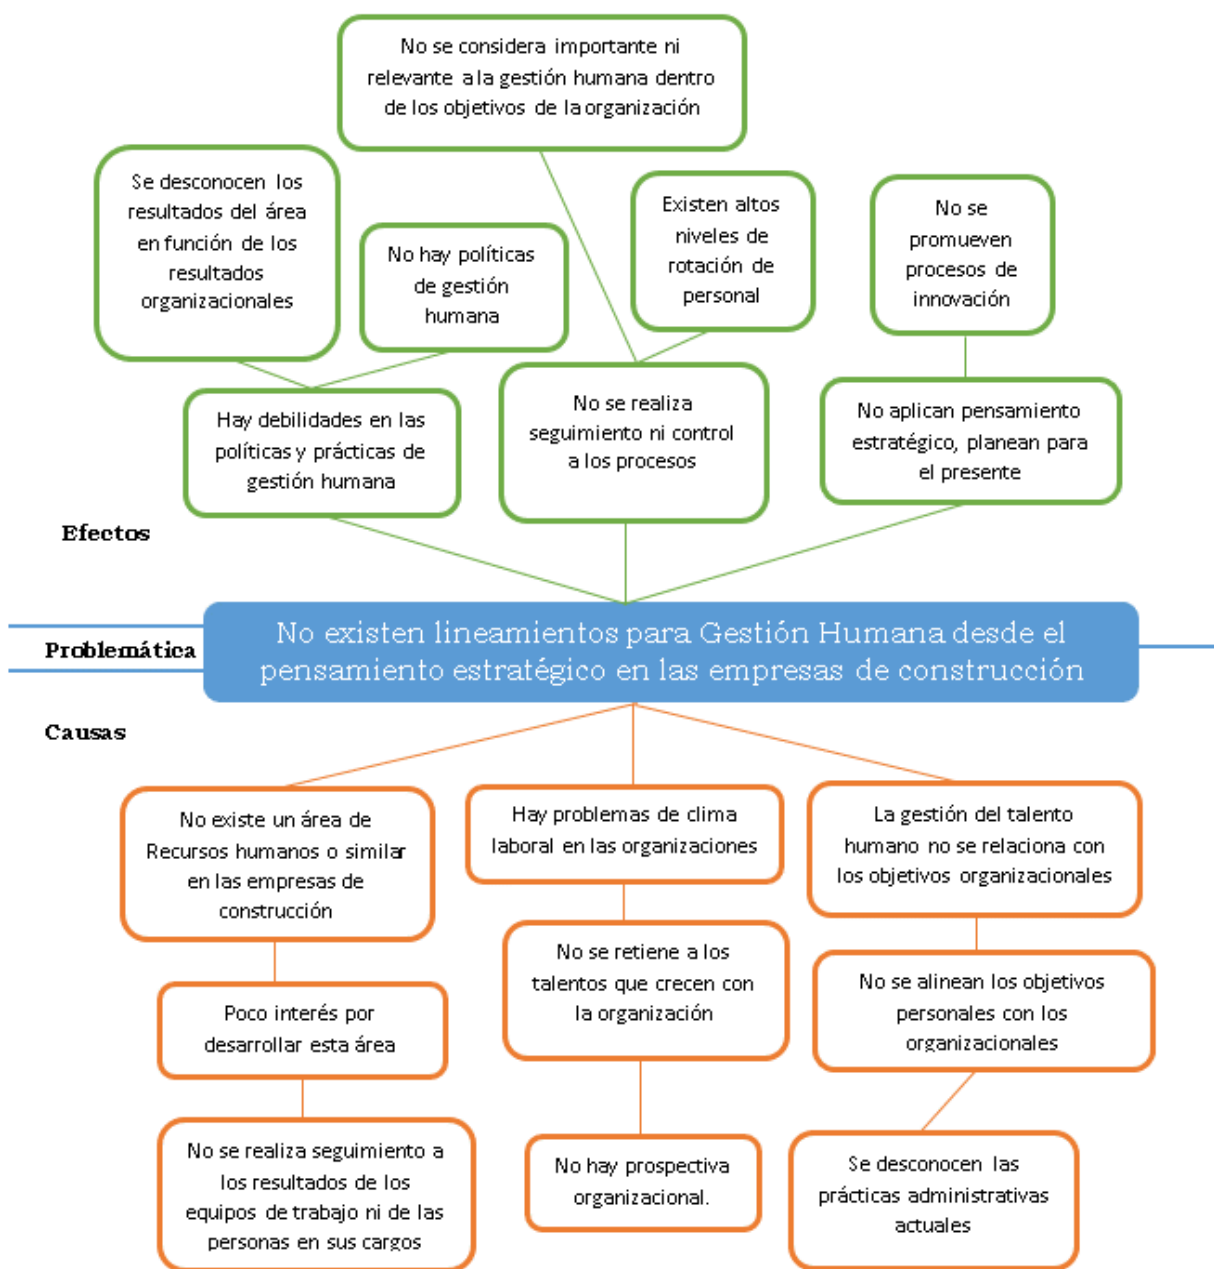 No se considera importante ni
relevante a la gestión humana dentro
de los objetivos de la organización
Se desconocen los
resultados del área
en función de los
resultados
organizacionales
No hay políticas
de gestión
humana
Existen altos
niveles de
rotación de
personal
No se
promueven
procesos de
innovación
Hay debilidades en las
políticas y prácticas de
gestión humana
No se realiza
seguimiento ni control
a los procesos
No aplican pensamiento
estratégico, planean para
el presente
Efectos
Problemática
No existen lineamientos para Gestión Humana desde el
pensamiento estratégico en las empresas de construcción
Causas
No existe un área de
Recursos humanos o similar
en las empresas de
construcción
Hay problemas de clima
laboral en las organizaciones
La gestión del talento
humano no se relaciona con
los objetivos organizacionales
Poco interés por
desarrollar esta área
No se retiene a los
talentos que crecen con
la organización
No se alinean los objetivos
personales con los
organizacionales
No se realiza seguimiento a
los resultados de los
equipos de trabajo ni de las
personas en sus cargos
No hay prospectiva
organizacional.
Se desconocen las
prácticas administrativas
actuales